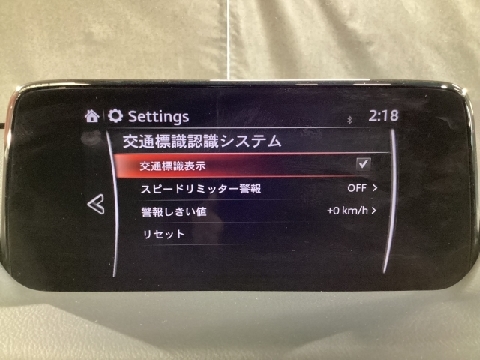 Settings 2:18
交通標識認識システム
交通標識表示
スピードリミッター警報 OFF
警報しきい値 +0 km/h
リセット